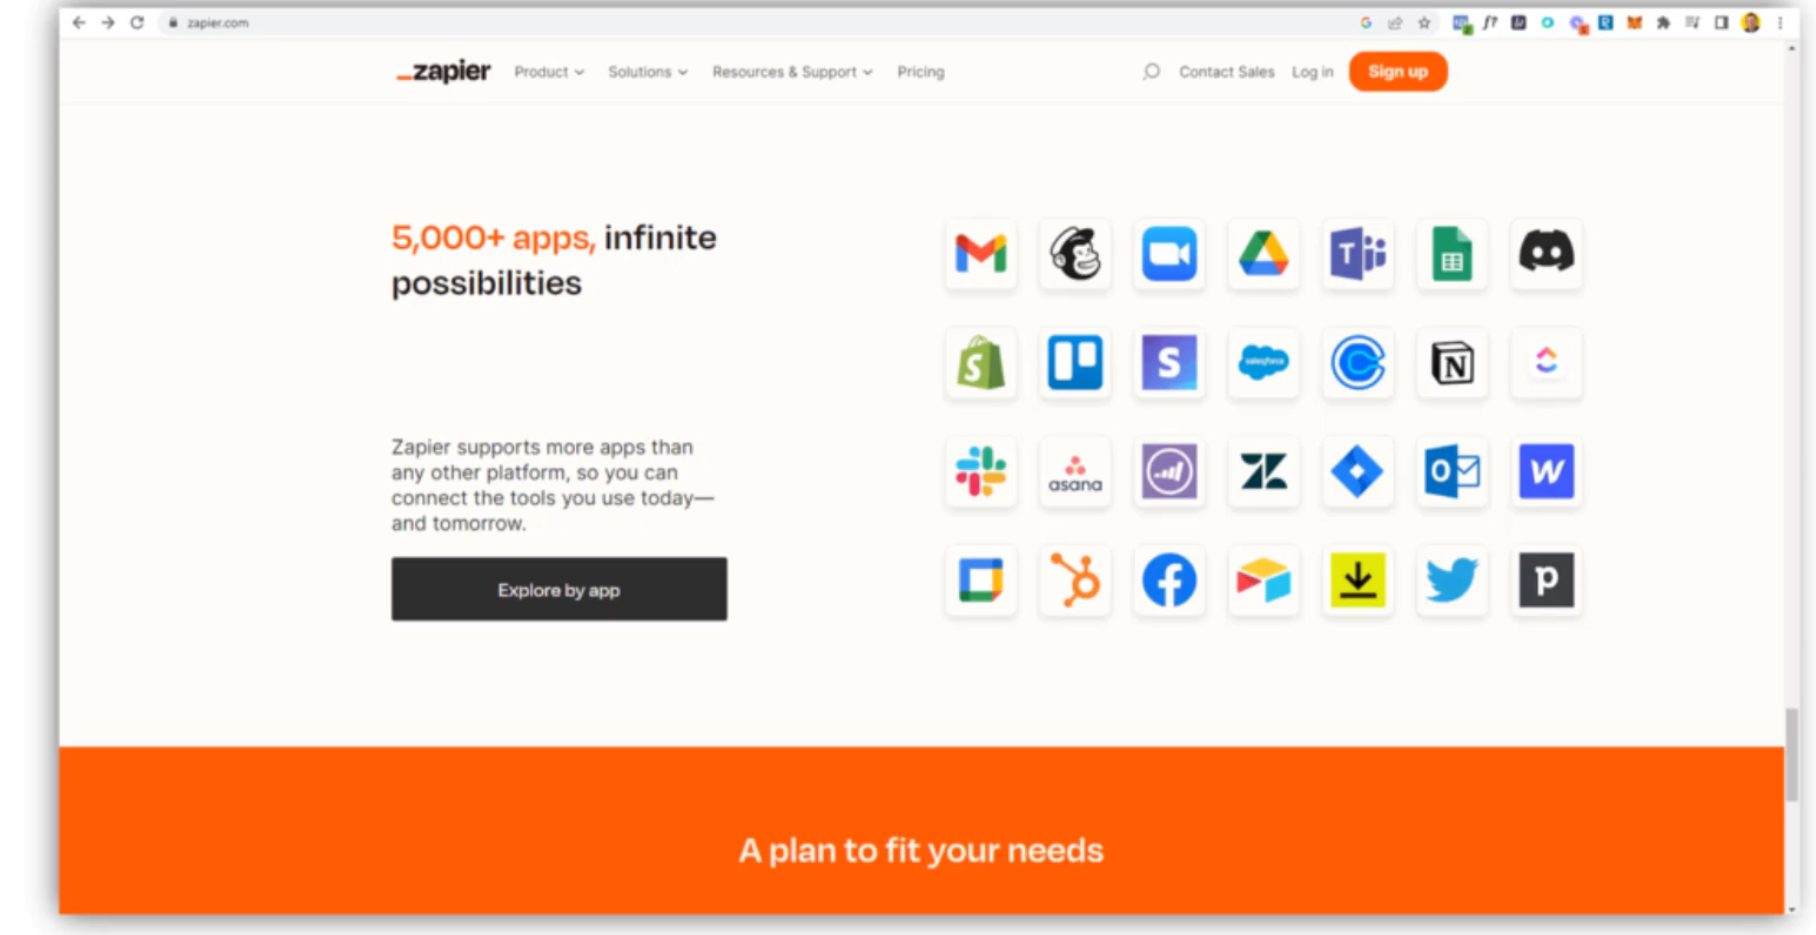 zapier.com
zapier Product Solutions Resources & Support Pricing Contact Sales Log in Sign up
5,000+ apps, infinite
possibilities
T
S
S
salesforce
N
Zapier supports more apps than
any other platform, so you can
connect the tools you use today—
and tomorrow.
asana
O
W
Explore by app
p
A plan to fit your needs